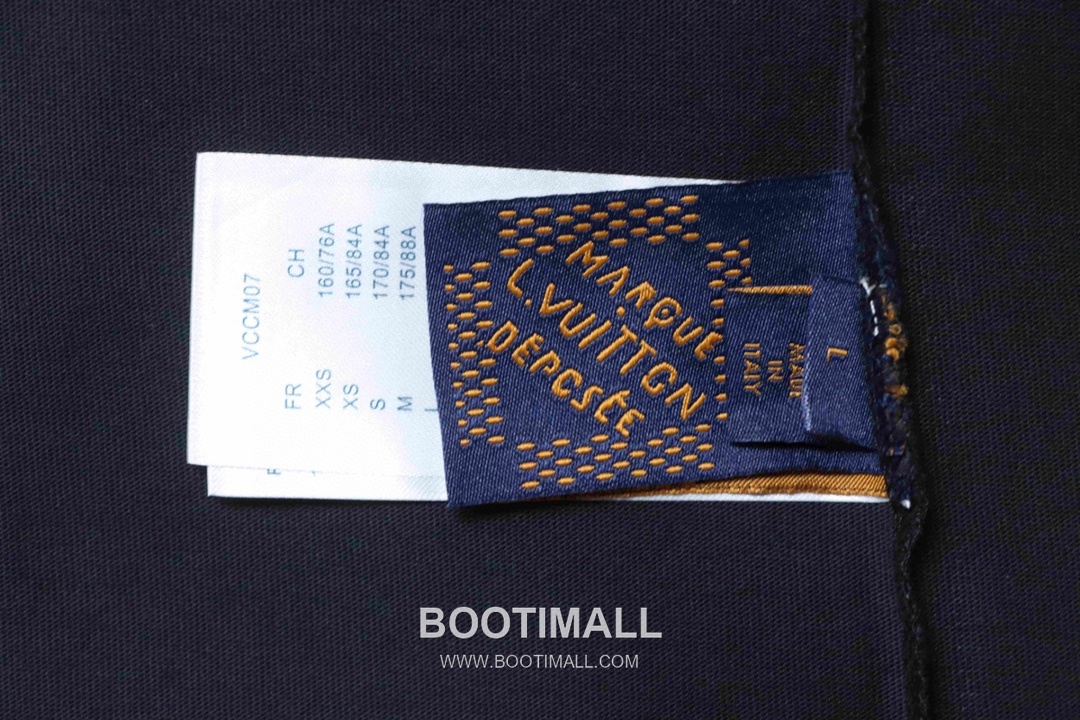 VCCM07
FR CH
XXS 160/76A
XS 165/84A
S 170/84A
M 175/88A
L
MARQUE
L.VUITTON
DÉPOSÉE
L
MADE
IN
ITALY
BOOTIMALL
WWW.BOOTIMALL.COM